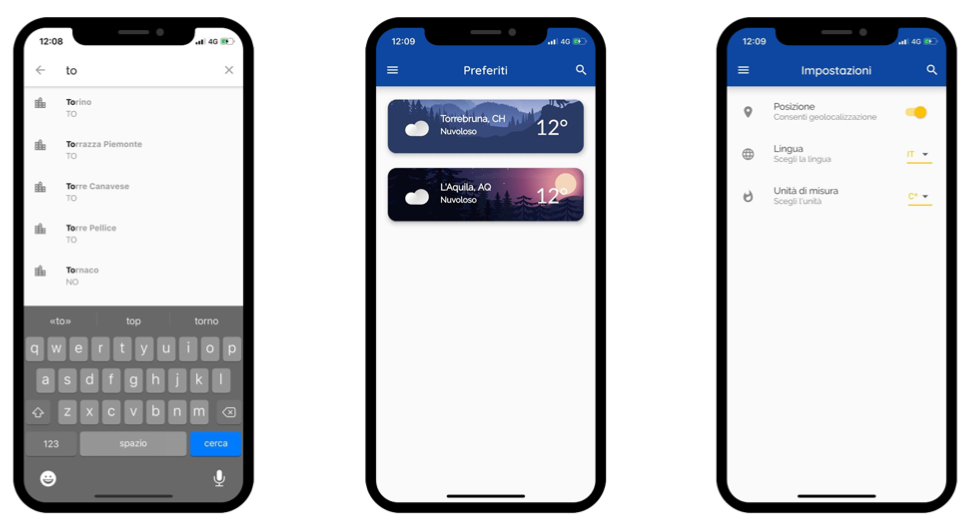 12:08
4G
to
Torino
TO
Torrazza Piemonte
TO
Torre Canavese
TO
Torre Pellice
TO
Tornaco
NO
«to» top torno
q w e r t y u i o p
a s d f g h j k l
z x c v b n m
123 spazio cerca
12:09
4G
Preferiti
Torrebruna, CH
Nuvoloso
12°
L'Aquila, AQ
Nuvoloso
12°
12:09
4G
Impostazioni
Posizione
Consenti geolocalizzazione
Lingua
Scegli la lingua
IT
Unità di misura
Scegli l'unità
C°